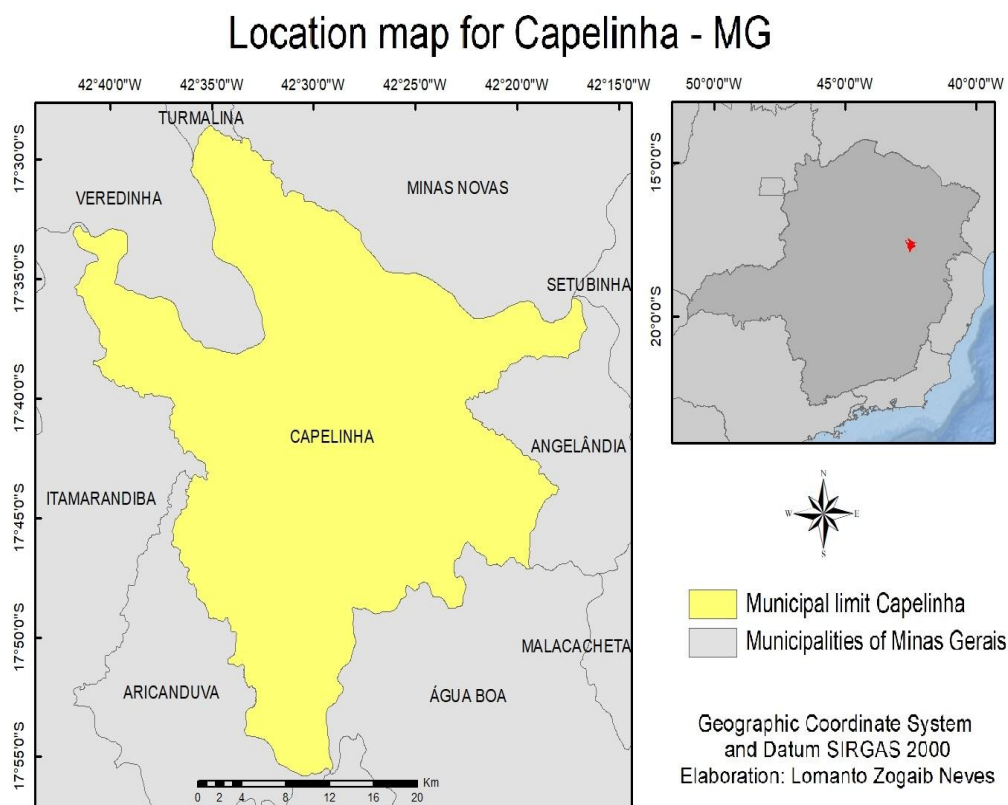 Location map for Capelinha - MG
42°40'0"W 42°35'0"W 42°30'0"W 42°25'0"W 42°20'0"W 42°15'0"W
17°30'0"S
17°35'0"S
17°40'0"S
17°45'0"S
17°50'0"S
17°55'0"S
TURMALINA
MINAS NOVAS
VEREDINHA
SETUBINHA
CAPELINHA
ANGELÂNDIA
ITAMARANDIBA
MALACACHETA
ARICANDUVA
ÁGUA BOA
Km
0 2 4 8 12 16 20
50°0'0"W 45°0'0"W 40°0'0"W
15°0'0"S
20°0'0"S
N
W E
S
Municipal limit Capelinha
Municipalities of Minas Gerais
Geographic Coordinate System
and Datum SIRGAS 2000
Elaboration: Lomanto Zogaib Neves